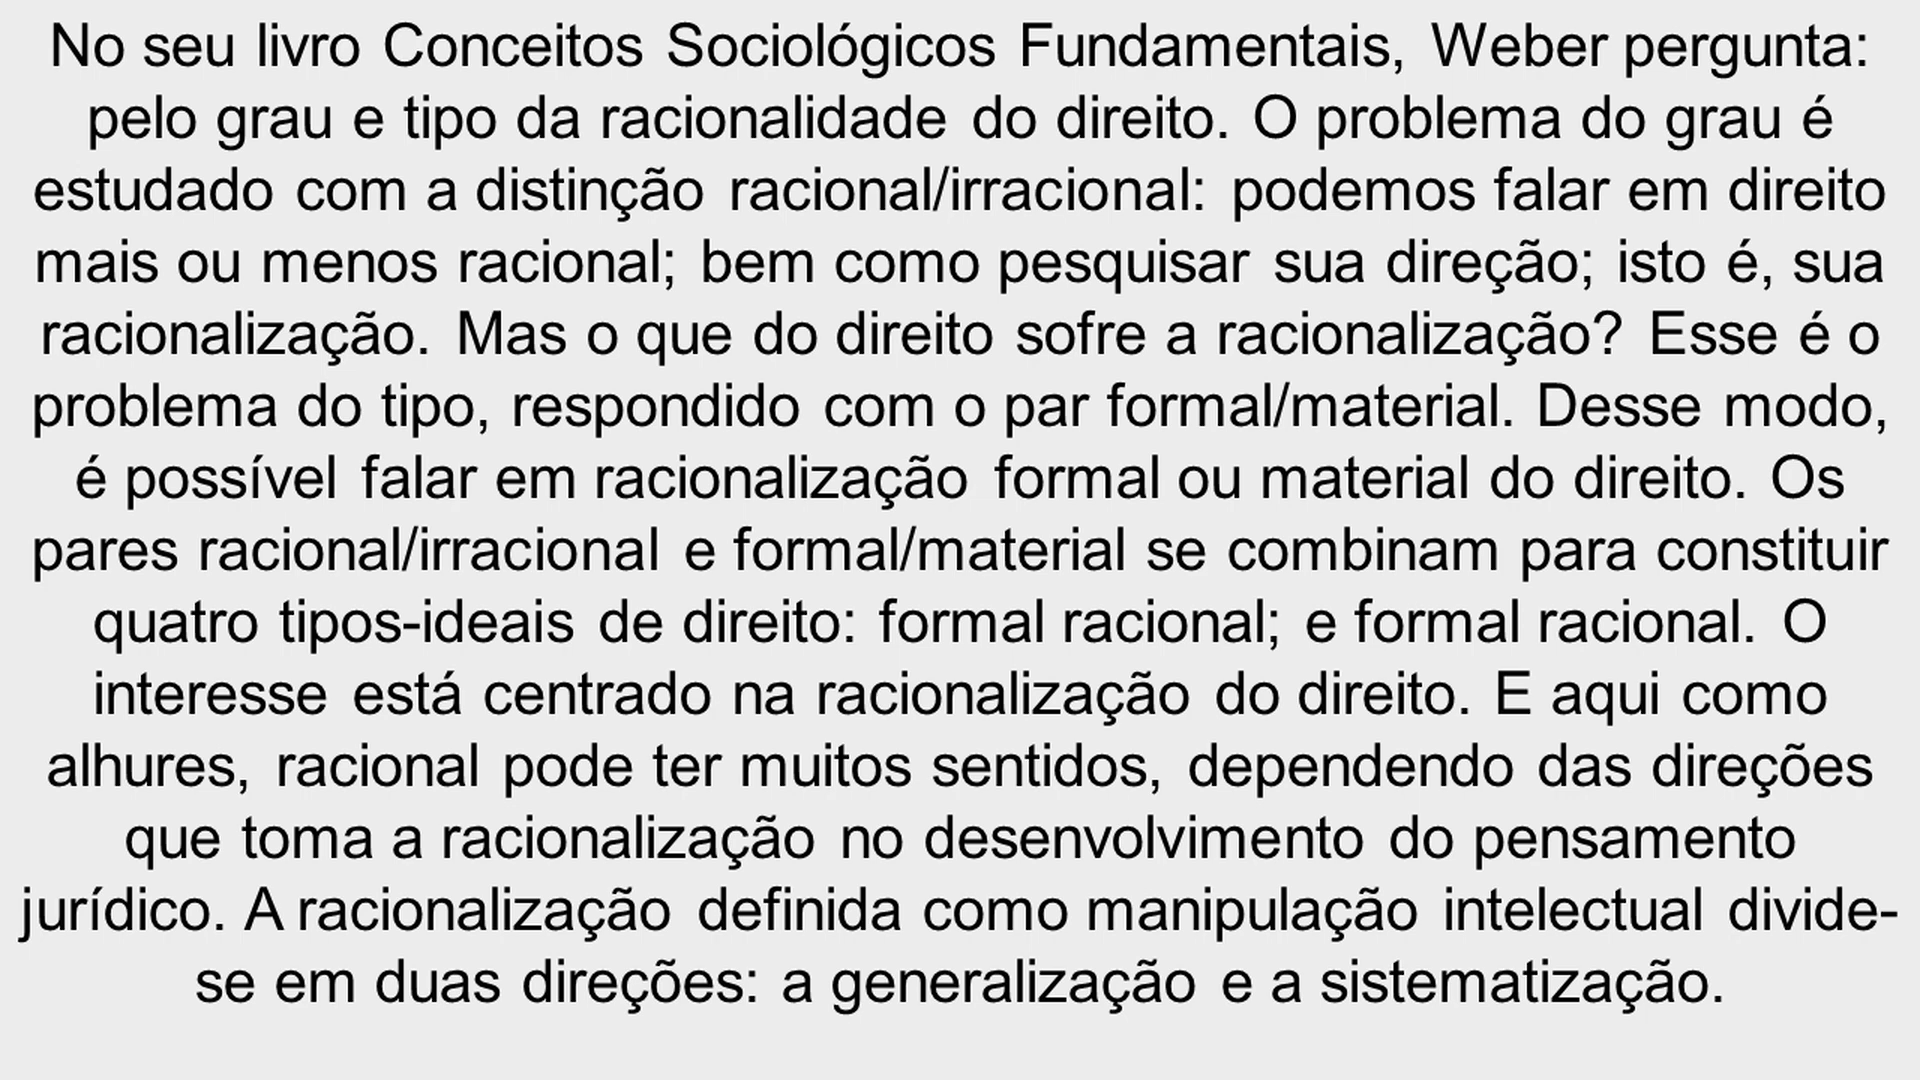 No seu livro Conceitos Sociológicos Fundamentais, Weber pergunta:
pelo grau e tipo da racionalidade do direito. O problema do grau é
estudado com a distinção racional/irracional: podemos falar em direito
mais ou menos racional; bem como pesquisar sua direção; isto é, sua
racionalização. Mas o que do direito sofre a racionalização? Esse é o
problema do tipo, respondido com o par formal/material. Desse modo,
é possível falar em racionalização formal ou material do direito. Os
pares racional/irracional e formal/material se combinam para constituir
quatro tipos-ideais de direito: formal racional; e formal racional. O
interesse está centrado na racionalização do direito. E aqui como
alhures, racional pode ter muitos sentidos, dependendo das direções
que toma a racionalização no desenvolvimento do pensamento
jurídico. A racionalização definida como manipulação intelectual divide-
se em duas direções: a generalização e a sistematização.